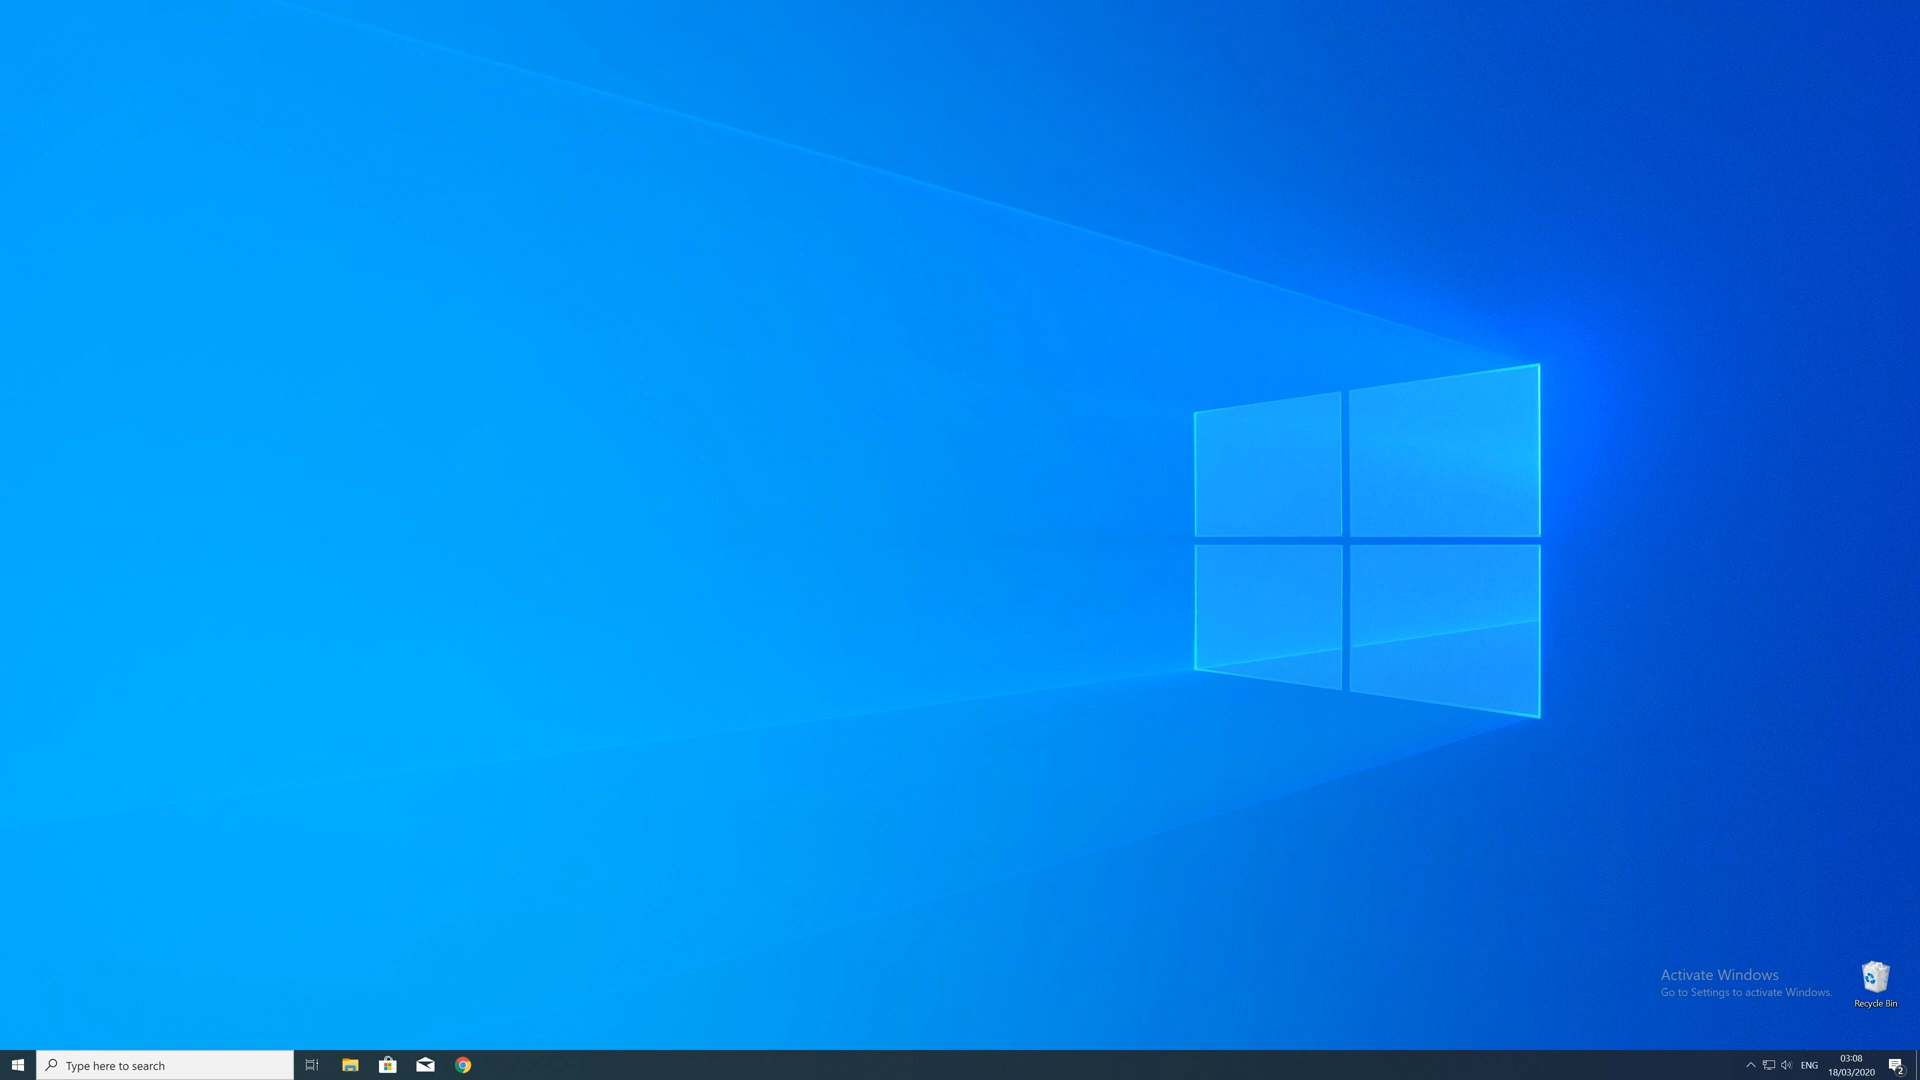 Activate Windows
Go to Settings to activate Windows.
Recycle Bin
Type here to search
ENG
03:08
18/03/2020
2